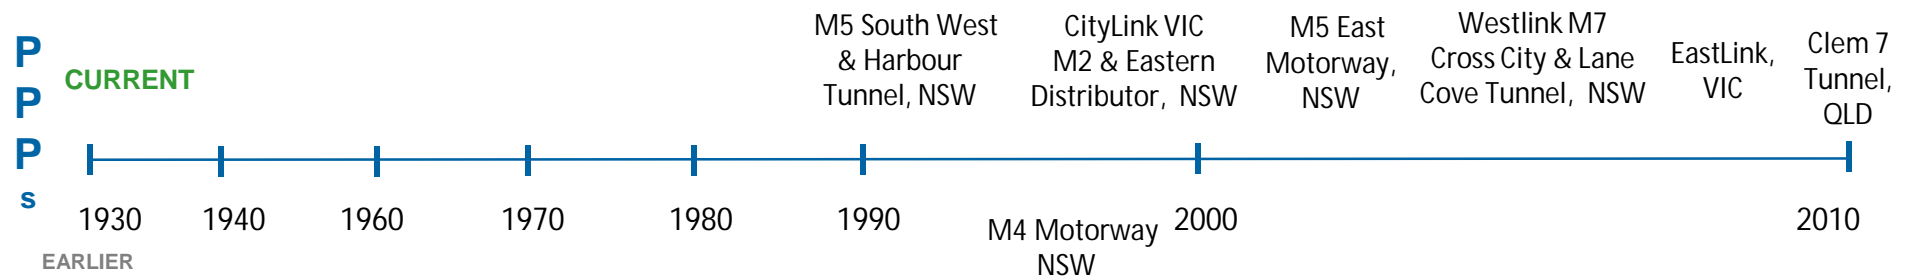 P
P
P
s
CURRENT
M5 South West
& Harbour
Tunnel, NSW
CityLink VIC
M2 & Eastern
Distributor, NSW
M5 East
Motorway,
NSW
Westlink M7
Cross City & Lane
Cove Tunnel, NSW
EastLink,
VIC
Clem 7
Tunnel,
QLD
1930
1940
1960
1970
1980
1990
2000
2010
M4 Motorway
NSW
EARLIER